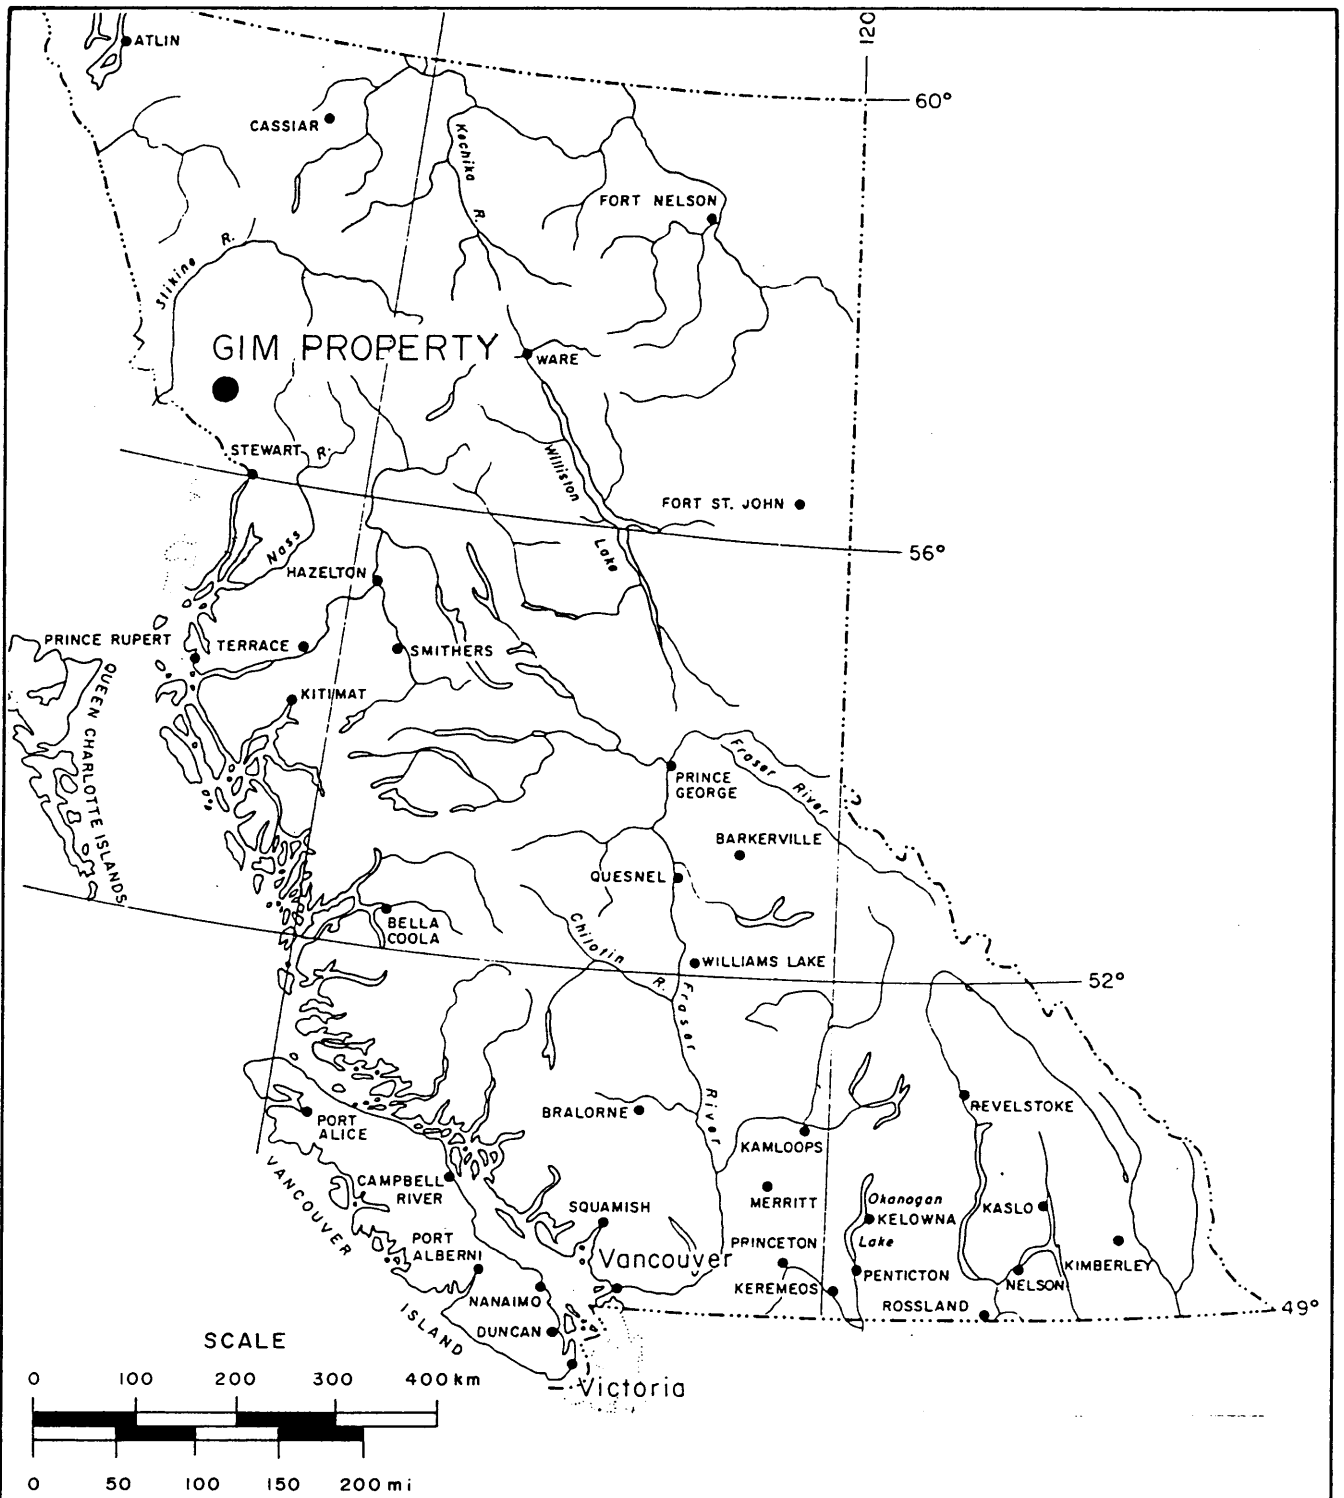 ATLIN
120
60°
CASSIAR
Kechika R.
FORT NELSON
Stikine R.
GIM PROPERTY
WARE
STEWART
Nass R.
Williston Lake
FORT ST. JOHN
56°
HAZELTON
PRINCE RUPERT
TERRACE
SMITHERS
KITIMAT
QUEEN CHARLOTTE ISLANDS
Fraser River
PRINCE
GEORGE
BARKERVILLE
QUESNEL
BELLA
COOLA
Chilotin R.
WILLIAMS LAKE
52°
Fraser River
BRALORNE
REVELSTOKE
PORT
ALICE
KAMLOOPS
VANCOUVER ISLAND
CAMPBELL
RIVER
MERRITT
Okanagan
Lake
KELOWNA
KASLO
SQUAMISH
PORT
ALBERNI
PRINCETON
Vancouver
KIMBERLEY
PENTICTON
NELSON
KEREMEOS
NANAIMO
ROSSLAND
49°
DUNCAN
Victoria
SCALE
0 100 200 300 400 km
0 50 100 150 200 mi